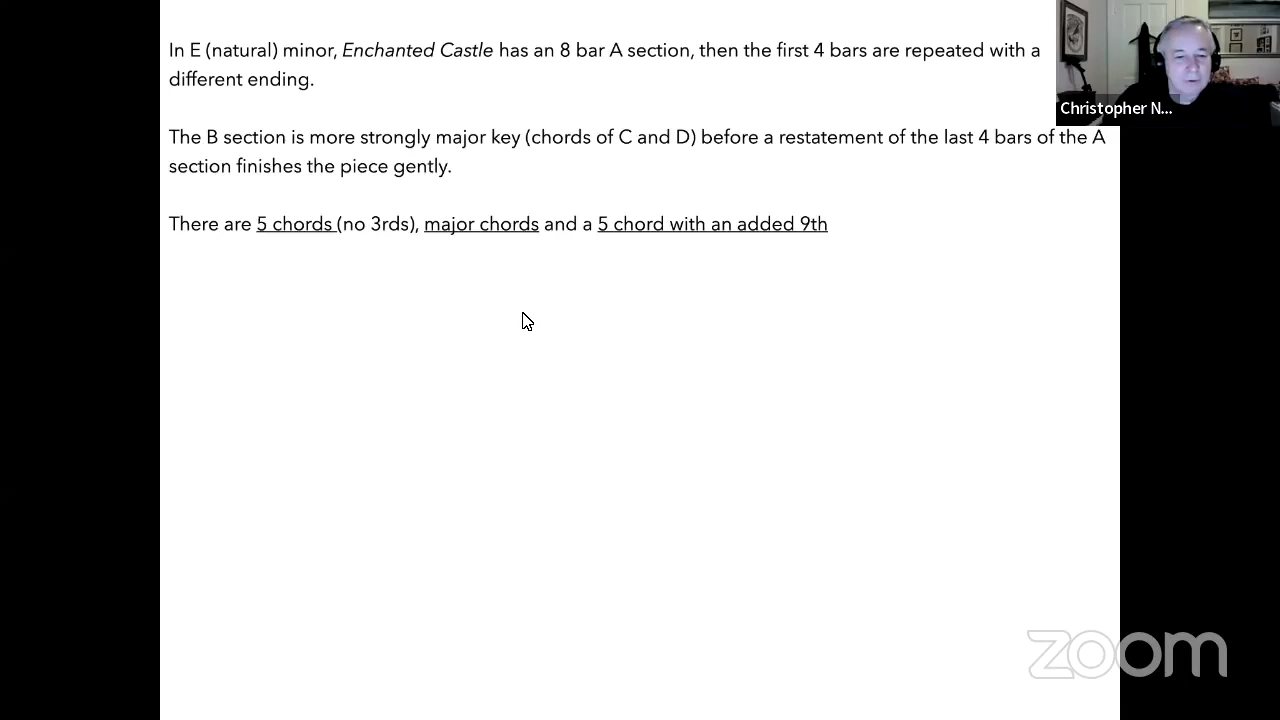 In E (natural) minor, Enchanted Castle has an 8 bar A section, then the first 4 bars are repeated with a
different ending.
Christopher N...
The B section is more strongly major key (chords of C and D) before a restatement of the last 4 bars of the A
section finishes the piece gently.
There are 5 chords (no 3rds), major chords and a 5 chord with an added 9th
zoom